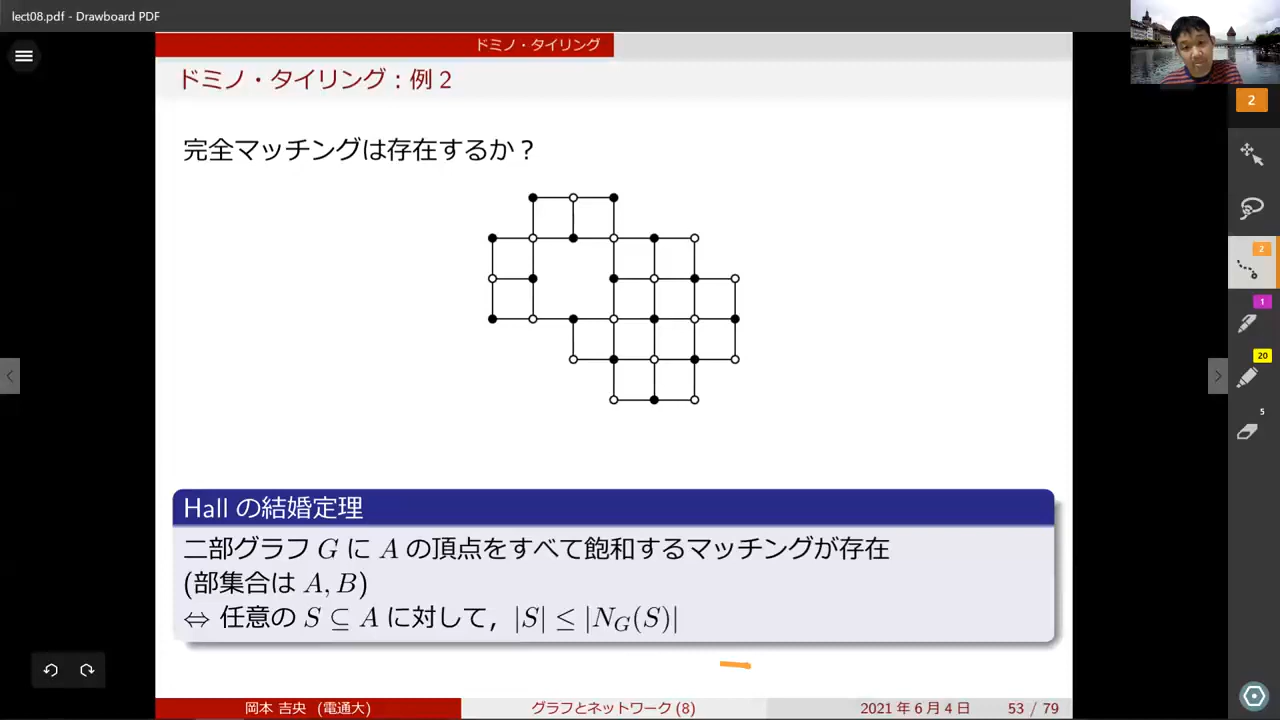 lect08.pdf - Drawboard PDF
ドミノ・タイリング
ドミノ・タイリング : 例 2
完全マッチングは存在するか？
Hall の結婚定理
二部グラフ G に A の頂点をすべて飽和するマッチングが存在
(部集合は A, B)
⇔ 任意の S ⊆ A に対して，|S| ≤ |N_G(S)|
岡本 吉央 (電通大)
グラフとネットワーク (8)
2021 年 6 月 4 日
53 / 79
2
2
1
20
5